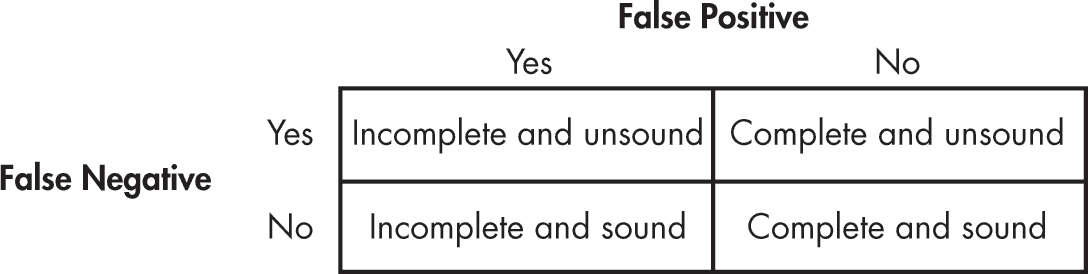 False Positive
Yes No
Yes Incomplete and unsound Complete and unsound
False Negative
No Incomplete and sound Complete and sound